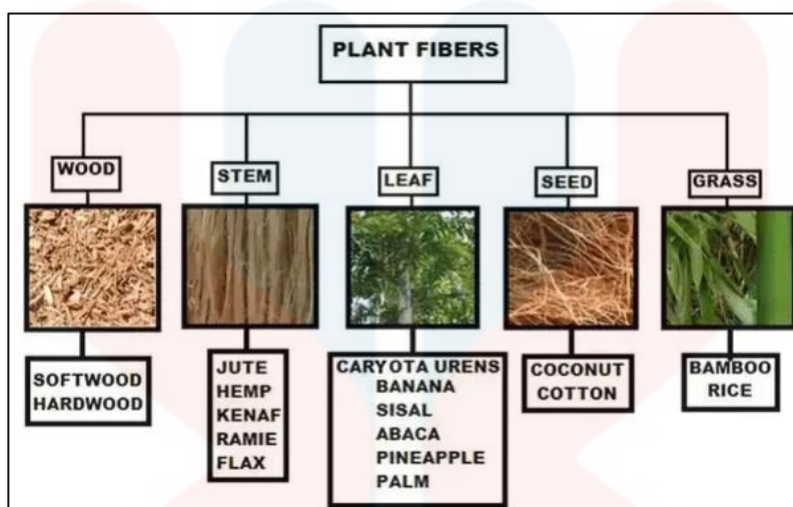 PLANT FIBERS
WOOD
STEM
LEAF
SEED
GRASS
SOFTWOOD
HARDWOOD
JUTE
HEMP
KENAF
RAMIE
FLAX
CARYOTA URENS
BANANA
SISAL
ABACA
PINEAPPLE
PALM
COCONUT
COTTON
BAMBOO
RICE